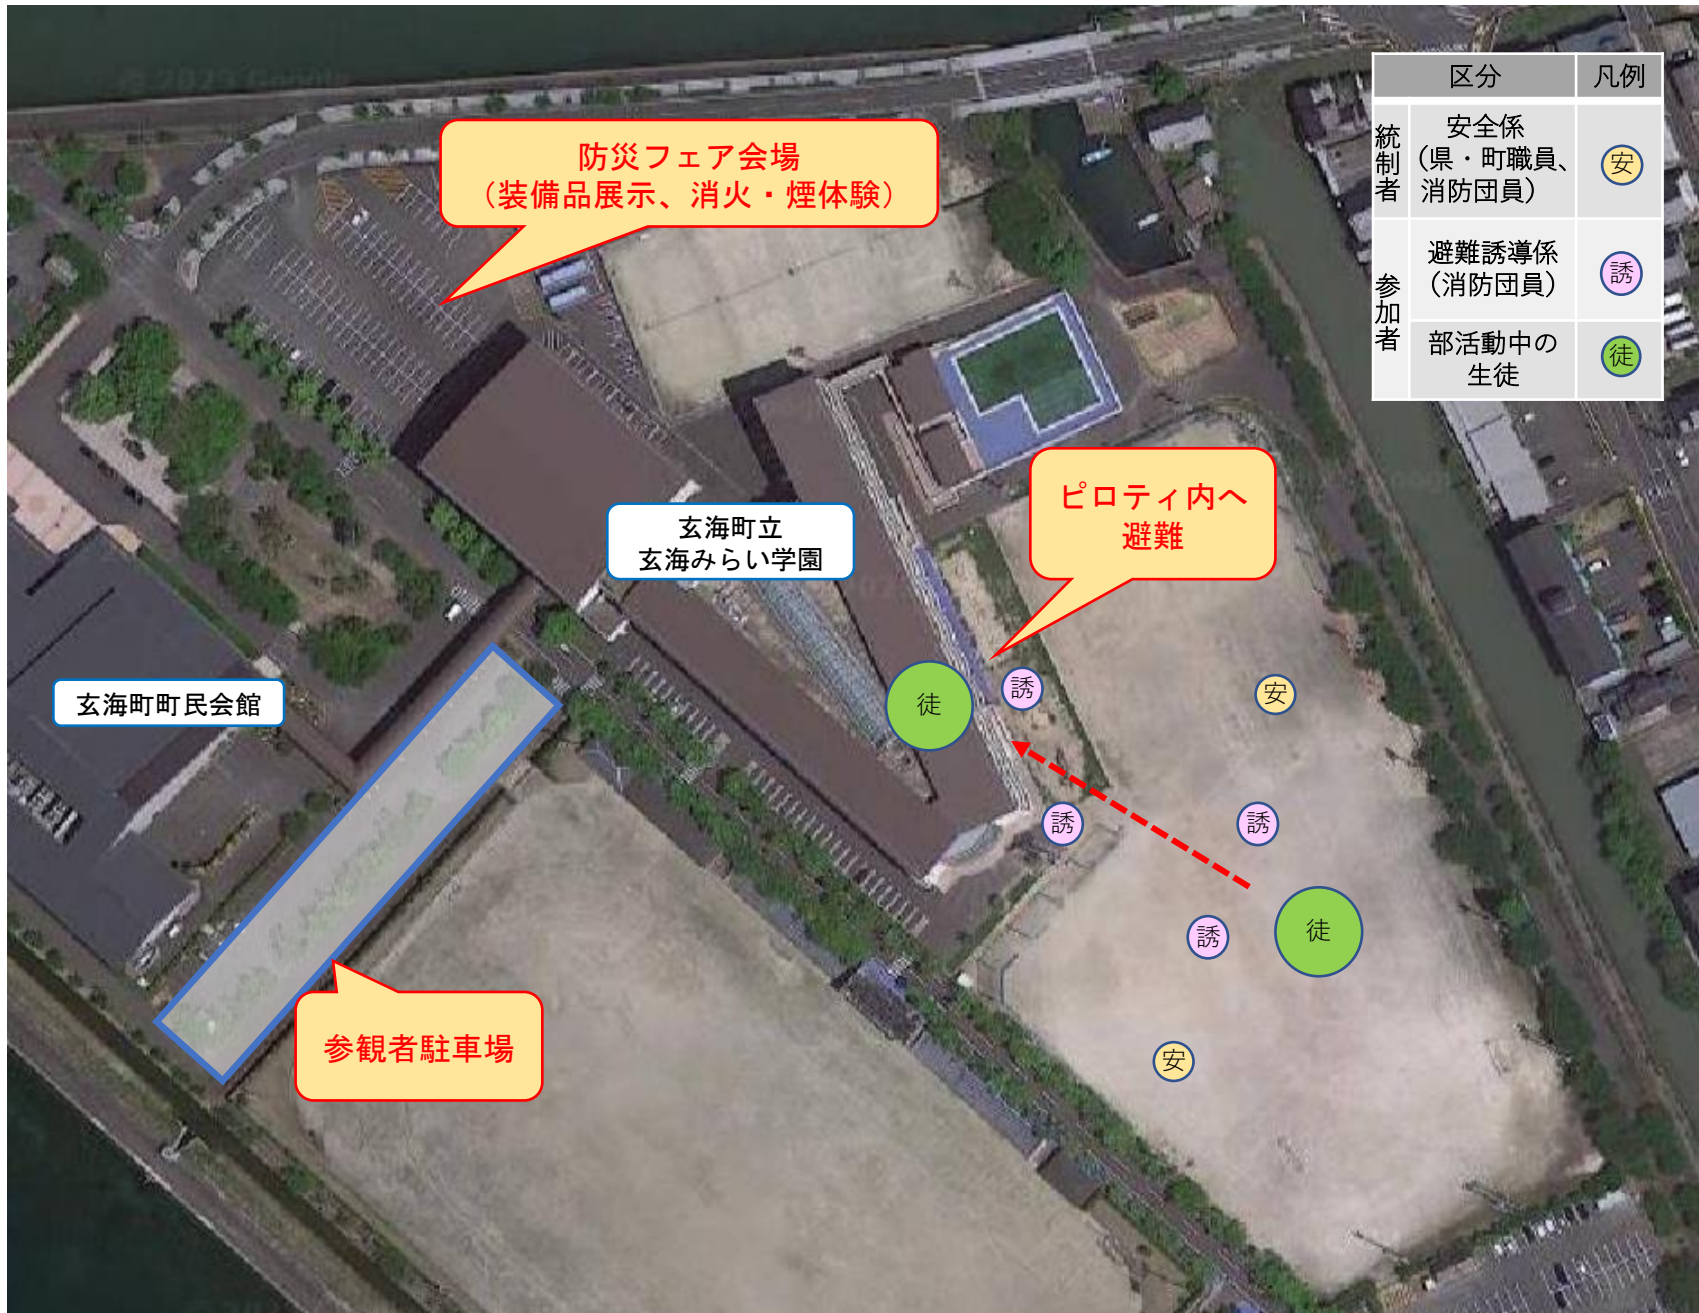 区分 凡例
統制者
安全係
（県・町職員、
消防団員）
安
参加者
避難誘導係
（消防団員）
誘
部活動中の
生徒
徒
防災フェア会場
（装備品展示、消火・煙体験）
ピロティ内へ
避難
玄海町立
玄海みらい学園
玄海町町民会館
徒
誘
安
誘
誘
誘
徒
安
参観者駐車場